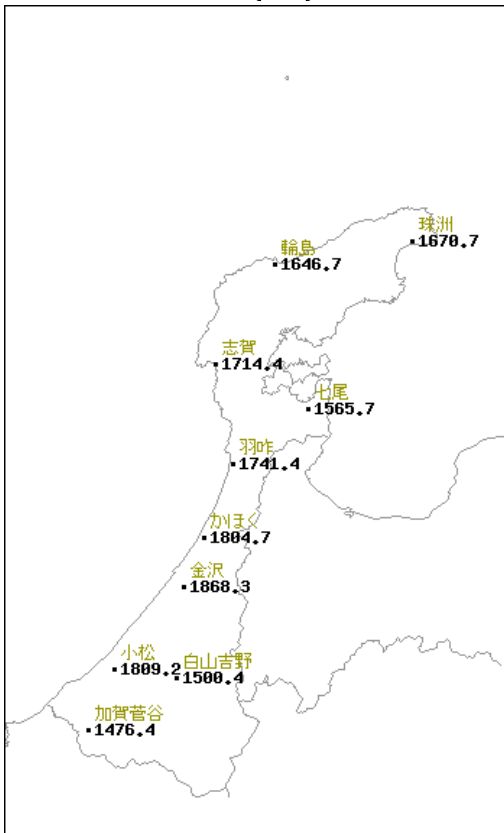 珠洲
1670.7
輪島
1646.7
志賀
1714.4
七尾
1565.7
羽咋
1741.4
かほく
1804.7
金沢
1868.3
小松
1809.2
白山吉野
1500.4
加賀菅谷
1476.4